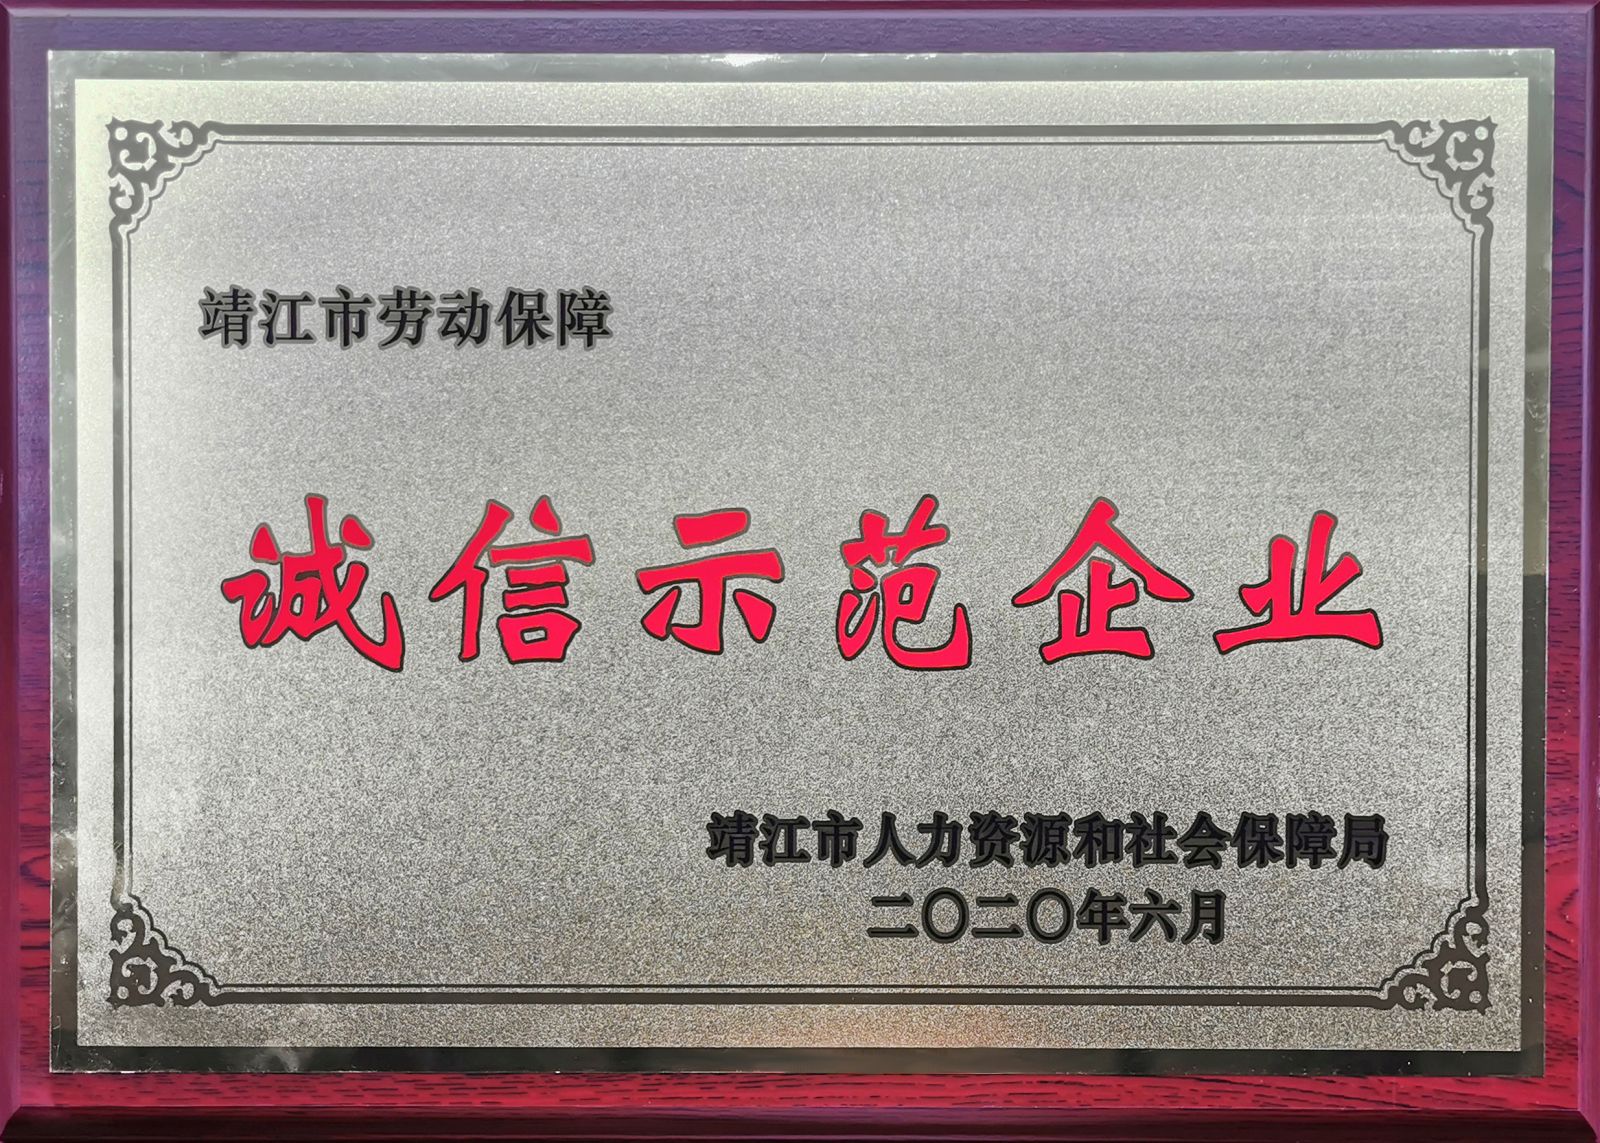 靖江市劳动保障
诚信示范企业
靖江市人力资源和社会保障局
二〇二〇年六月